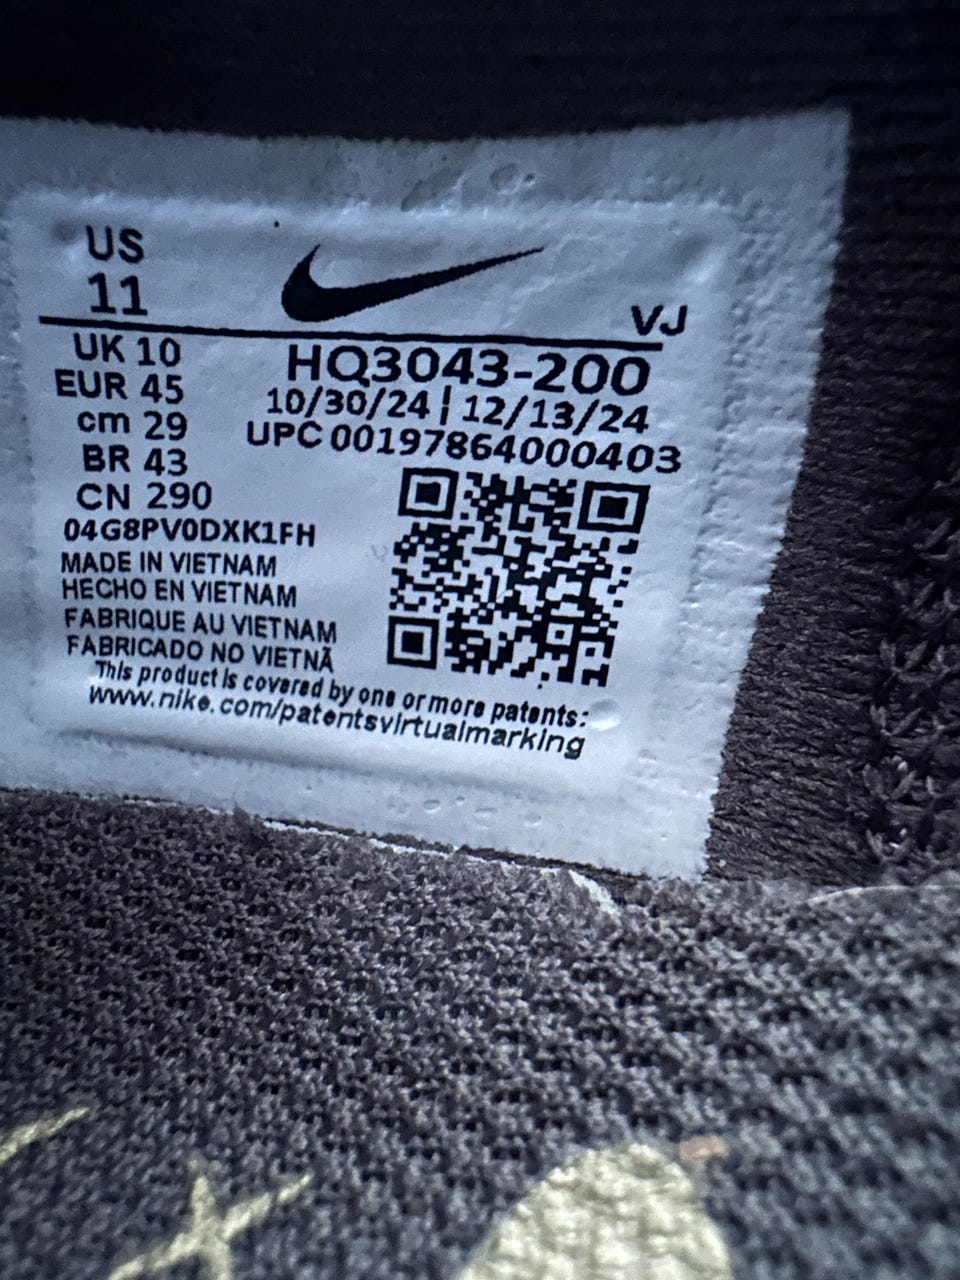 US
11
VJ
UK 10
HQ3043-200
EUR 45
10/30/24 | 12/13/24
cm 29
UPC 00197864000403
BR 43
CN 290
04G8PV0DXK1FH
MADE IN VIETNAM
HECHO EN VIETNAM
FABRIQUE AU VIETNAM
FABRICADO NO VIETNÃ
This product is covered by one or more patents:
www.nike.com/patentsvirtualmarking